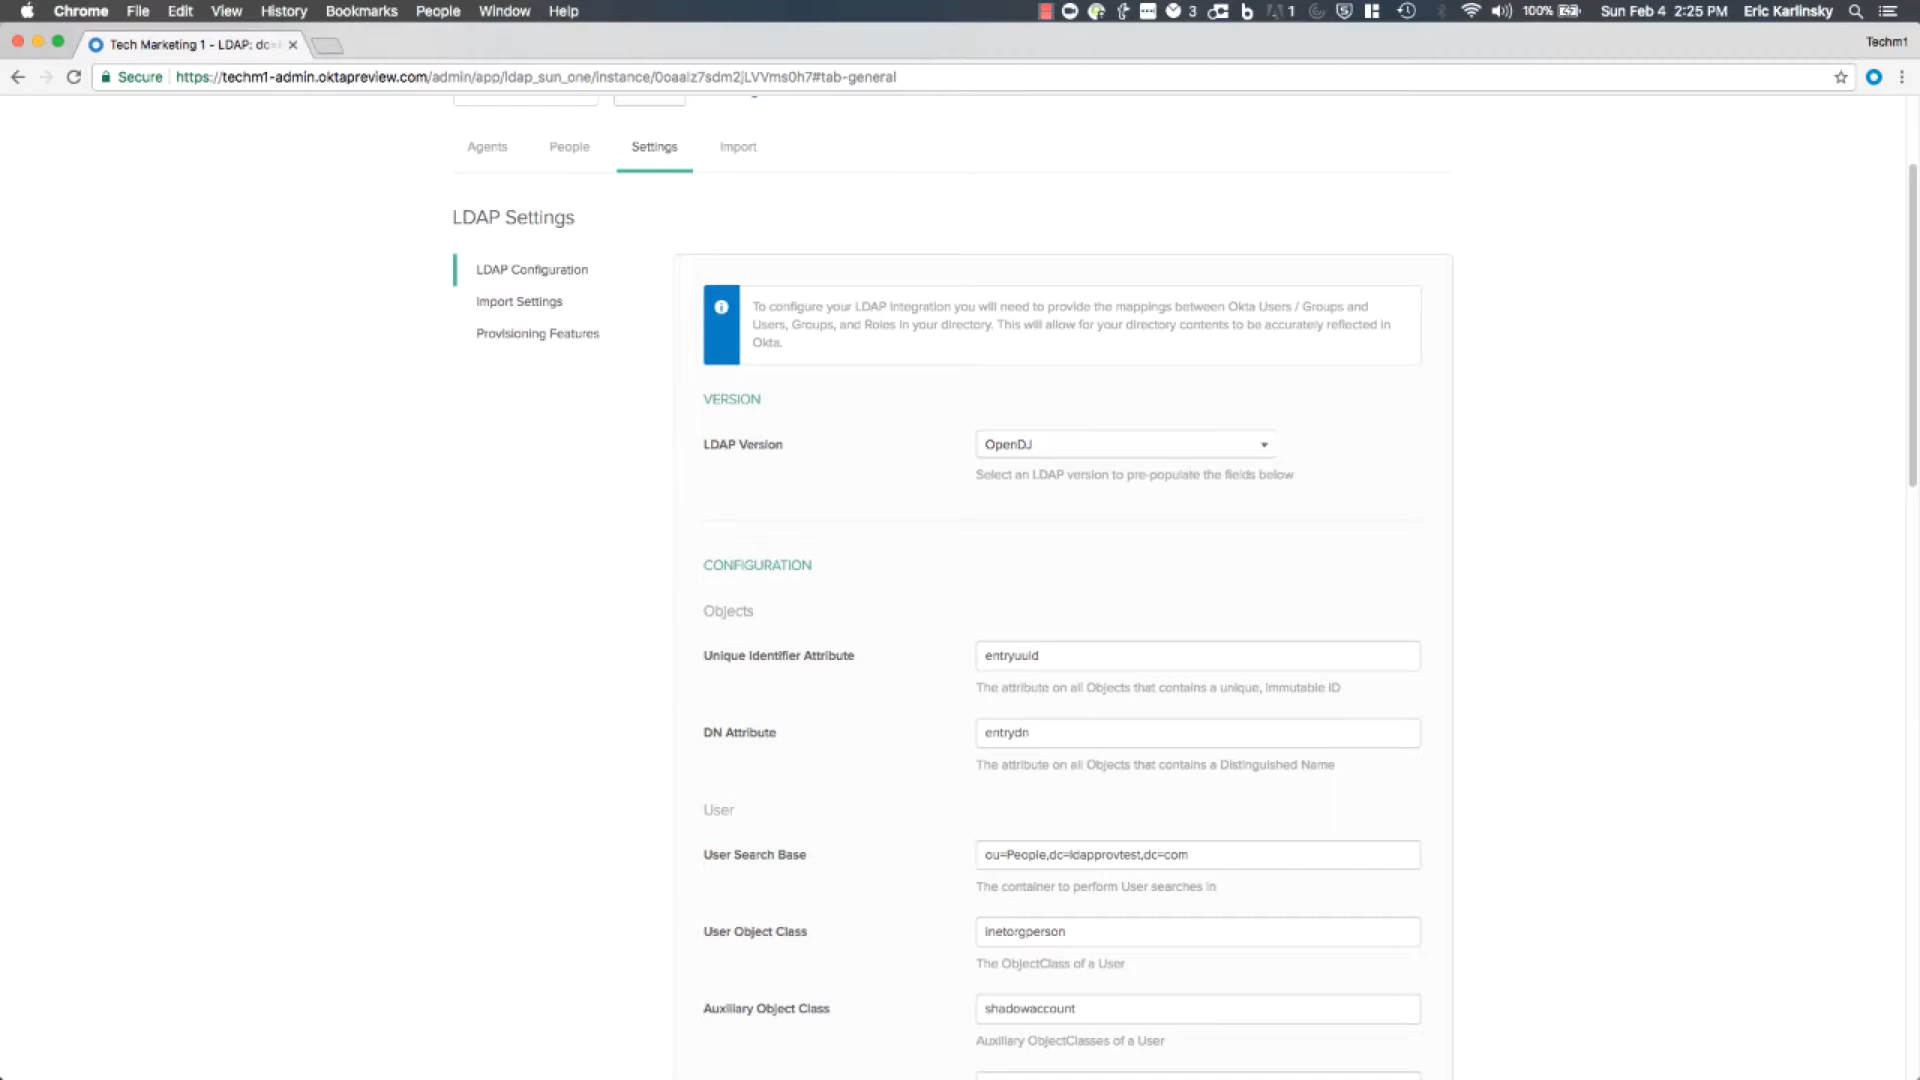 Chrome File Edit View History Bookmarks People Window Help 3 1 100% Sun Feb 4 2:25 PM Eric Karlinsky
Tech Marketing 1 - LDAP: dc= Techm1
Secure https://techm1-admin.oktapreview.com/admin/app/ldap_sun_one/instance/0oaalz7sdm2jLVVms0h7#tab-general
Agents People Settings Import
LDAP Settings
LDAP Configuration
Import Settings
Provisioning Features
To configure your LDAP integration you will need to provide the mappings between Okta Users / Groups and
Users, Groups, and Roles in your directory. This will allow for your directory contents to be accurately reflected in
Okta.
VERSION
LDAP Version OpenDJ
Select an LDAP version to pre-populate the fields below
CONFIGURATION
Objects
Unique Identifier Attribute entryuuid
The attribute on all Objects that contains a unique, immutable ID
DN Attribute entrydn
The attribute on all Objects that contains a Distinguished Name
User
User Search Base ou=People,dc=ldapprovtest,dc=com
The container to perform User searches in
User Object Class inetorgperson
The ObjectClass of a User
Auxiliary Object Class shadowaccount
Auxiliary ObjectClasses of a User